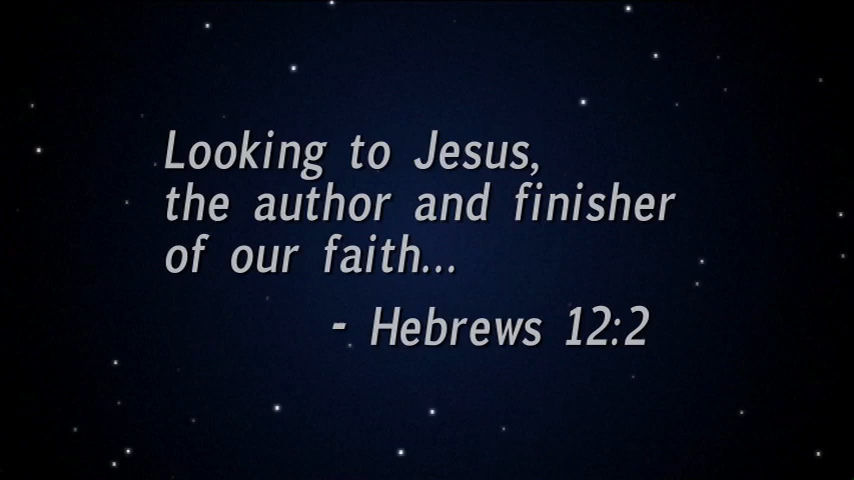 Looking to Jesus,
the author and finisher
of our faith...
- Hebrews 12:2